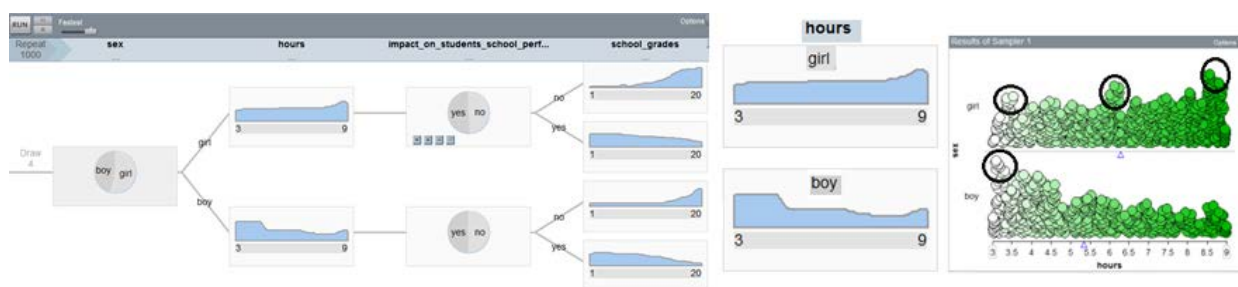 RUN
Fastest
Options
Repeat
1000
sex
hours
impact_on_students_school_perf...
school_grades
Draw
4
boy girl
girl
boy
3 9
3 9
yes no
yes no
no
yes
no
yes
1 20
1 20
1 20
1 20
hours
girl
3 9
boy
3 9
Results of Sampler 1
Options
girl
sex
boy
3 3.5 4 4.5 5 5.5 6 6.5 7 7.5 8 8.5 9
hours